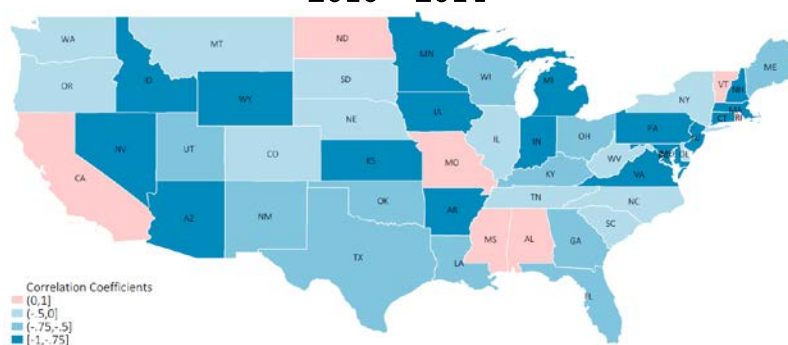 WA
MT
ND
MN
ME
OR
ID
SD
WI
MI
VT
NH
WY
NY
MA
CT
RI
NE
IA
PA
NJ
NV
UT
CO
IL
IN
OH
WV
VA
CA
KS
MO
KY
AZ
NM
OK
AR
TN
NC
SC
MS
AL
GA
TX
LA
FL
Correlation Coefficients
(0,1]
(-.5,0]
(-.75,-.5]
[-1,-.75]